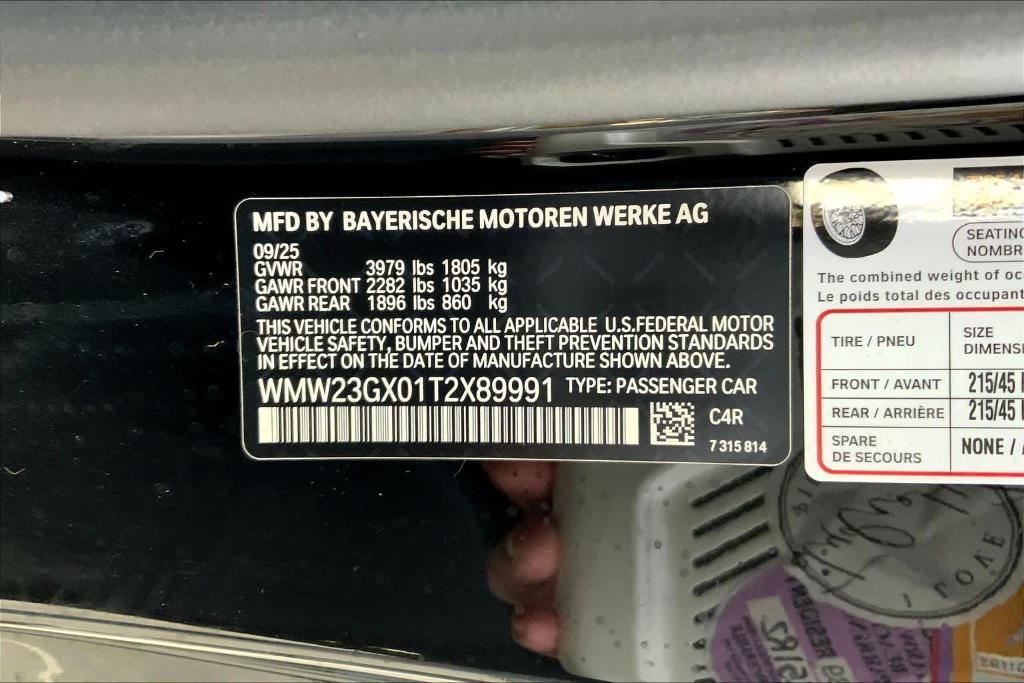 MFD BY BAYERISCHE MOTOREN WERKE AG
09/25
GVWR 3979 lbs 1805 kg
GAWR FRONT 2282 lbs 1035 kg
GAWR REAR 1896 lbs 860 kg
THIS VEHICLE CONFORMS TO ALL APPLICABLE U.S.FEDERAL MOTOR
VEHICLE SAFETY, BUMPER AND THEFT PREVENTION STANDARDS
IN EFFECT ON THE DATE OF MANUFACTURE SHOWN ABOVE.
WMW23GX01T2X89991 TYPE: PASSENGER CAR
C4R
7 315 814
SEATING
NOMBR
The combined weight of oc
Le poids total des occupant
TIRE / PNEU
SIZE
DIMENSI
FRONT / AVANT 215/45
REAR / ARRIÈRE 215/45
SPARE
DE SECOURS
NONE /
I LOVE
RESIDEN